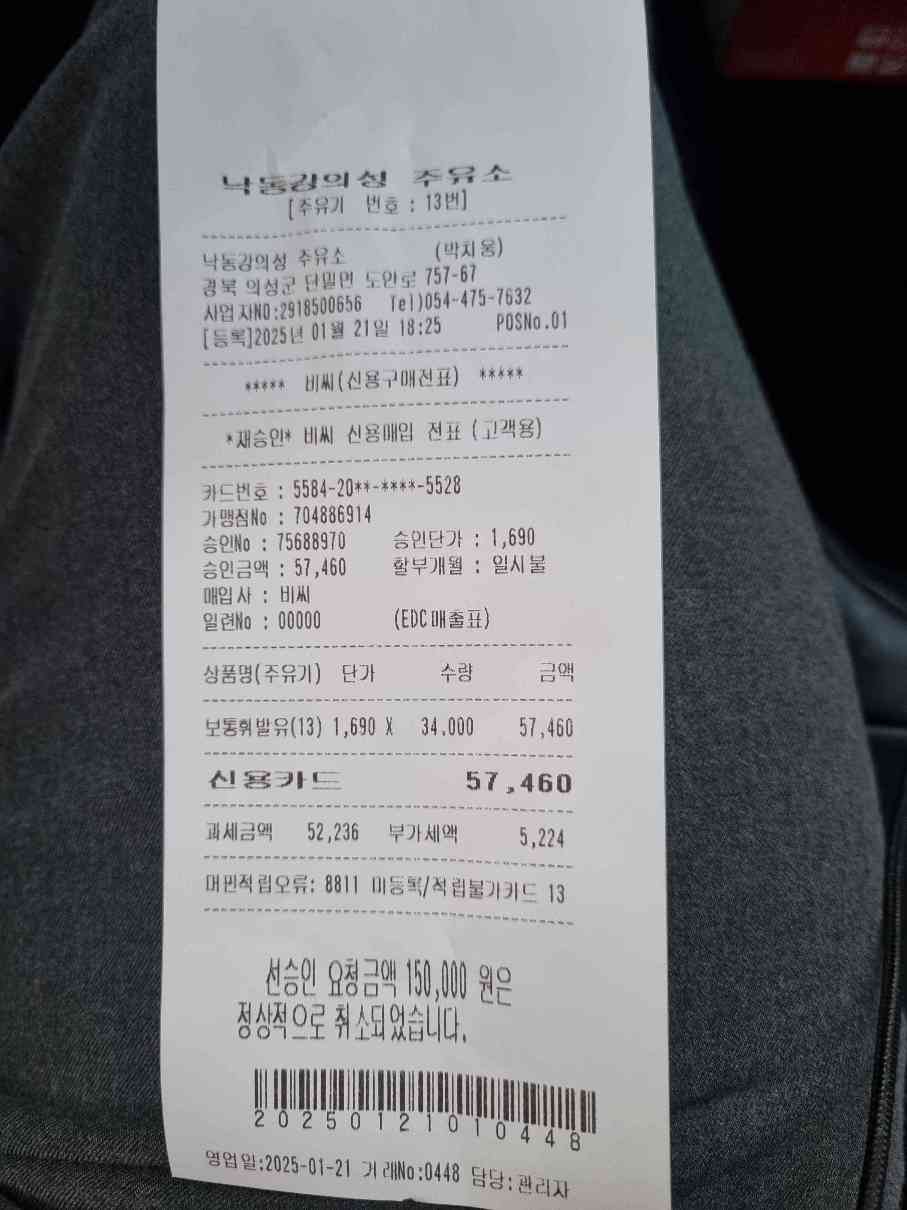 낙동강의성 주유소
[주유기 번호 : 13번]
낙동강의성 주유소 (박지웅)
경북 의성군 단밀면 도안로 757-67
사업자NO:2918500656 Tel)054-475-7632
[등록]2025년 01월 21일 18:25 POSNo.01
***** 비씨(신용구매전표) *****
*재승인* 비씨 신용매입 전표 (고객용)
카드번호 : 5584-20**-****-5528
가맹점No : 704886914
승인No : 75688970 승인단가 : 1,690
승인금액 : 57,460 할부개월 : 일시불
매입사 : 비씨
일련No : 00000 (EDC매출표)
상품명(주유기) 단가 수량 금액
보통휘발유(13) 1,690 X 34.000 57,460
신용카드 57,460
과세금액 52,236 부가세액 5,224
머핀적립오류: 8811 미등록/적립불가카드 13
선승인 요청금액 150,000 원은
정상적으로 취소되었습니다.
20250121010448
영업일:2025-01-21 거래No:0448 담당:관리자